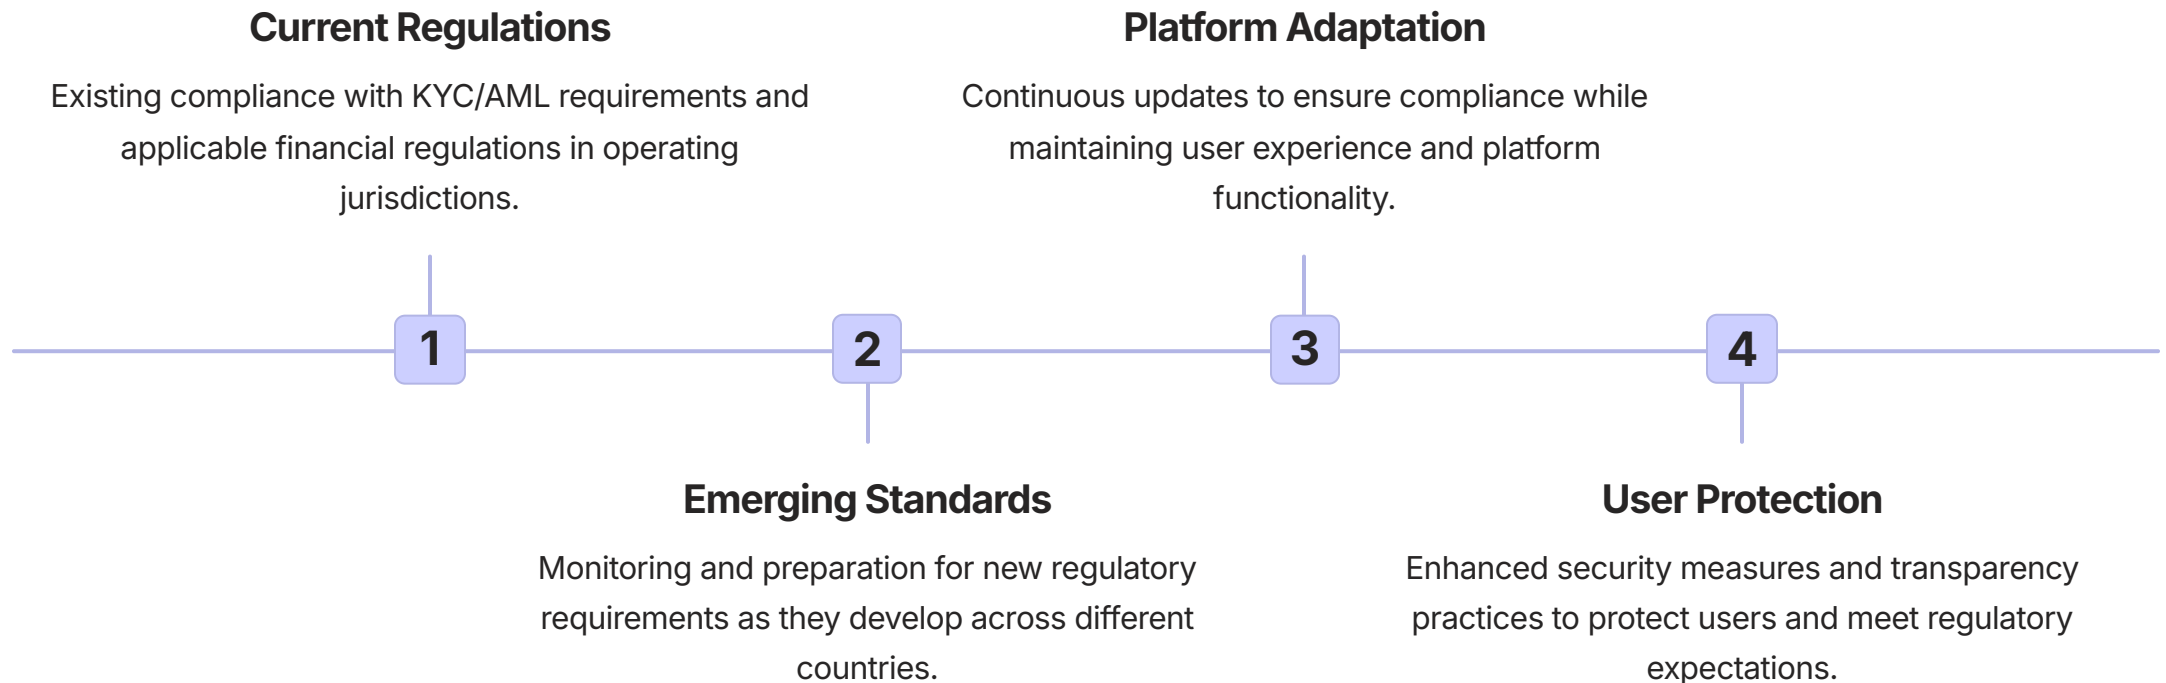 Current Regulations
Existing compliance with KYC/AML requirements and
applicable financial regulations in operating
jurisdictions.
Platform Adaptation
Continuous updates to ensure compliance while
maintaining user experience and platform
functionality.
1
2
3
4
Emerging Standards
Monitoring and preparation for new regulatory
requirements as they develop across different
countries.
User Protection
Enhanced security measures and transparency
practices to protect users and meet regulatory
expectations.